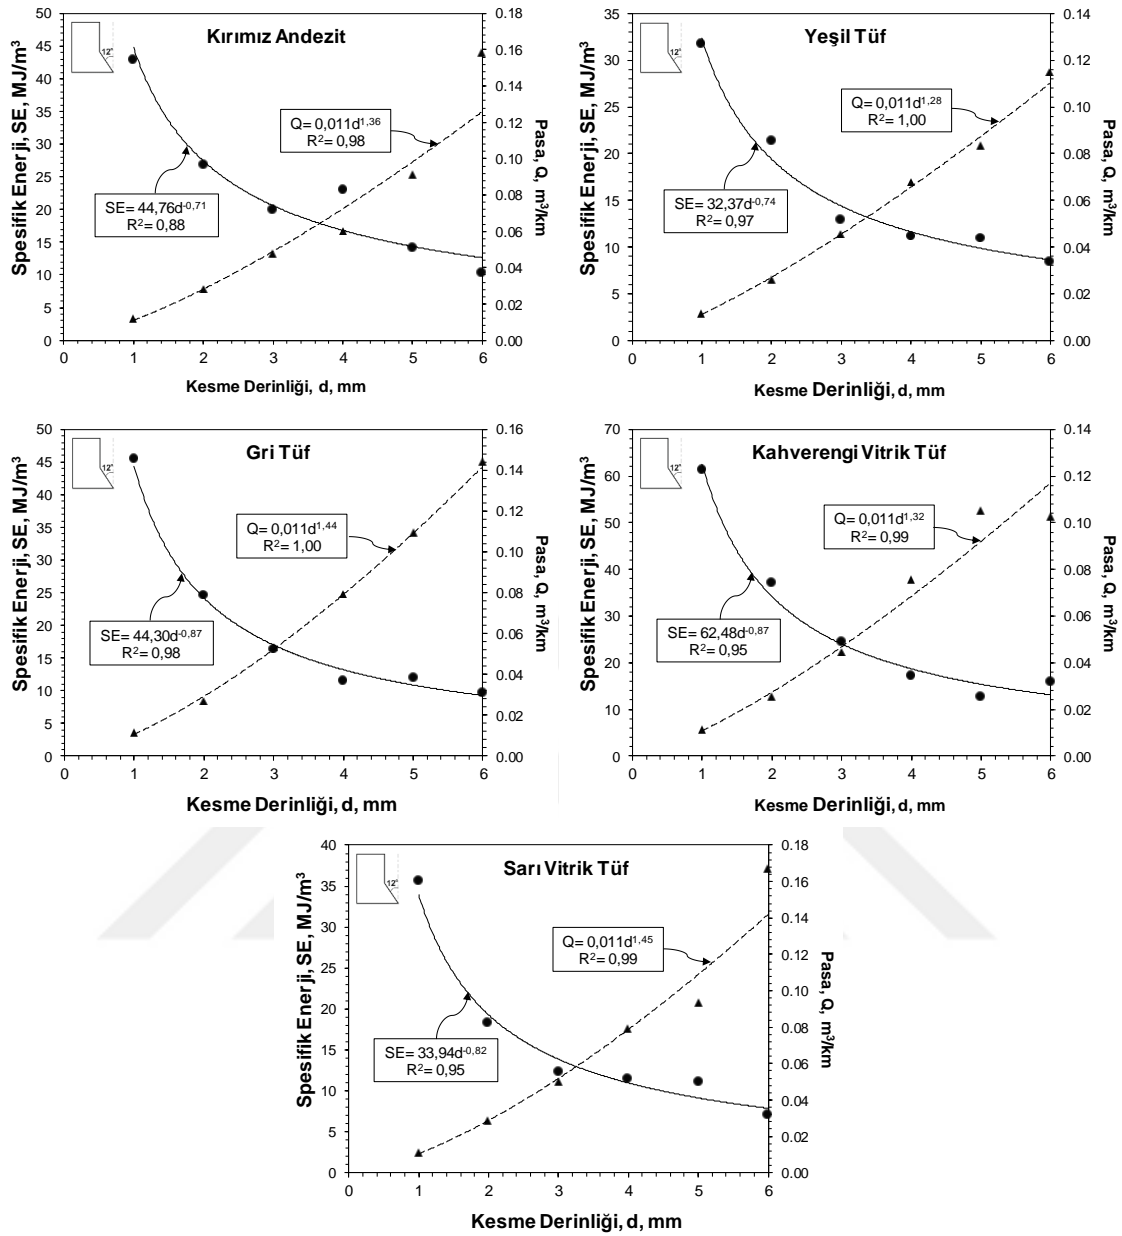 Kırımız Andezit
12°
Spesifik Enerji, SE, MJ/m³
50
45
40
35
30
25
20
15
10
5
0
0.18
0.16
0.14
0.12
0.10
0.08
0.06
0.04
0.02
0.00
Pasa, Q, m³/km
Q= 0,011d^1,36
R²= 0,98
SE= 44,76d^-0,71
R²= 0,88
0 1 2 3 4 5 6
Kesme Derinliği, d, mm
Yeşil Tüf
12°
Spesifik Enerji, SE, MJ/m³
35
30
25
20
15
10
5
0
0.14
0.12
0.10
0.08
0.06
0.04
0.02
0.00
Pasa, Q, m³/km
Q= 0,011d^1,28
R²= 1,00
SE= 32,37d^-0,74
R²= 0,97
0 1 2 3 4 5 6
Kesme Derinliği, d, mm
Gri Tüf
12°
Spesifik Enerji, SE, MJ/m³
50
45
40
35
30
25
20
15
10
5
0
0.16
0.14
0.12
0.10
0.08
0.06
0.04
0.02
0.00
Pasa, Q, m³/km
Q= 0,011d^1,44
R²= 1,00
SE= 44,30d^-0,87
R²= 0,98
0 1 2 3 4 5 6
Kesme Derinliği, d, mm
Kahverengi Vitrik Tüf
12°
Spesifik Enerji, SE, MJ/m³
70
60
50
40
30
20
10
0
0.14
0.12
0.10
0.08
0.06
0.04
0.02
0.00
Pasa, Q, m³/km
Q= 0,011d^1,32
R²= 0,99
SE= 62,48d^-0,87
R²= 0,95
0 1 2 3 4 5 6
Kesme Derinliği, d, mm
Sarı Vitrik Tüf
12°
Spesifik Enerji, SE, MJ/m³
40
35
30
25
20
15
10
5
0
0.18
0.16
0.14
0.12
0.10
0.08
0.06
0.04
0.02
0.00
Pasa, Q, m³/km
Q= 0,011d^1,45
R²= 0,99
SE= 33,94d^-0,82
R²= 0,95
0 1 2 3 4 5 6
Kesme Derinliği, d, mm